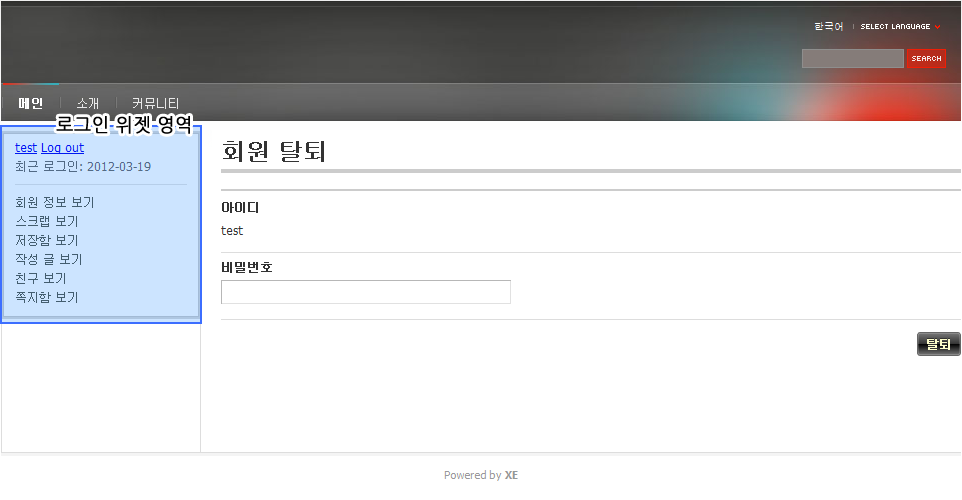 한국어 SELECT LANGUAGE
SEARCH
메인 소개 커뮤니티
로그인 위젯 영역
test Log out
최근 로그인: 2012-03-19
회원 정보 보기
스크랩 보기
저장함 보기
작성 글 보기
친구 보기
쪽지함 보기
회원 탈퇴
아이디
test
비밀번호
탈퇴
Powered by XE